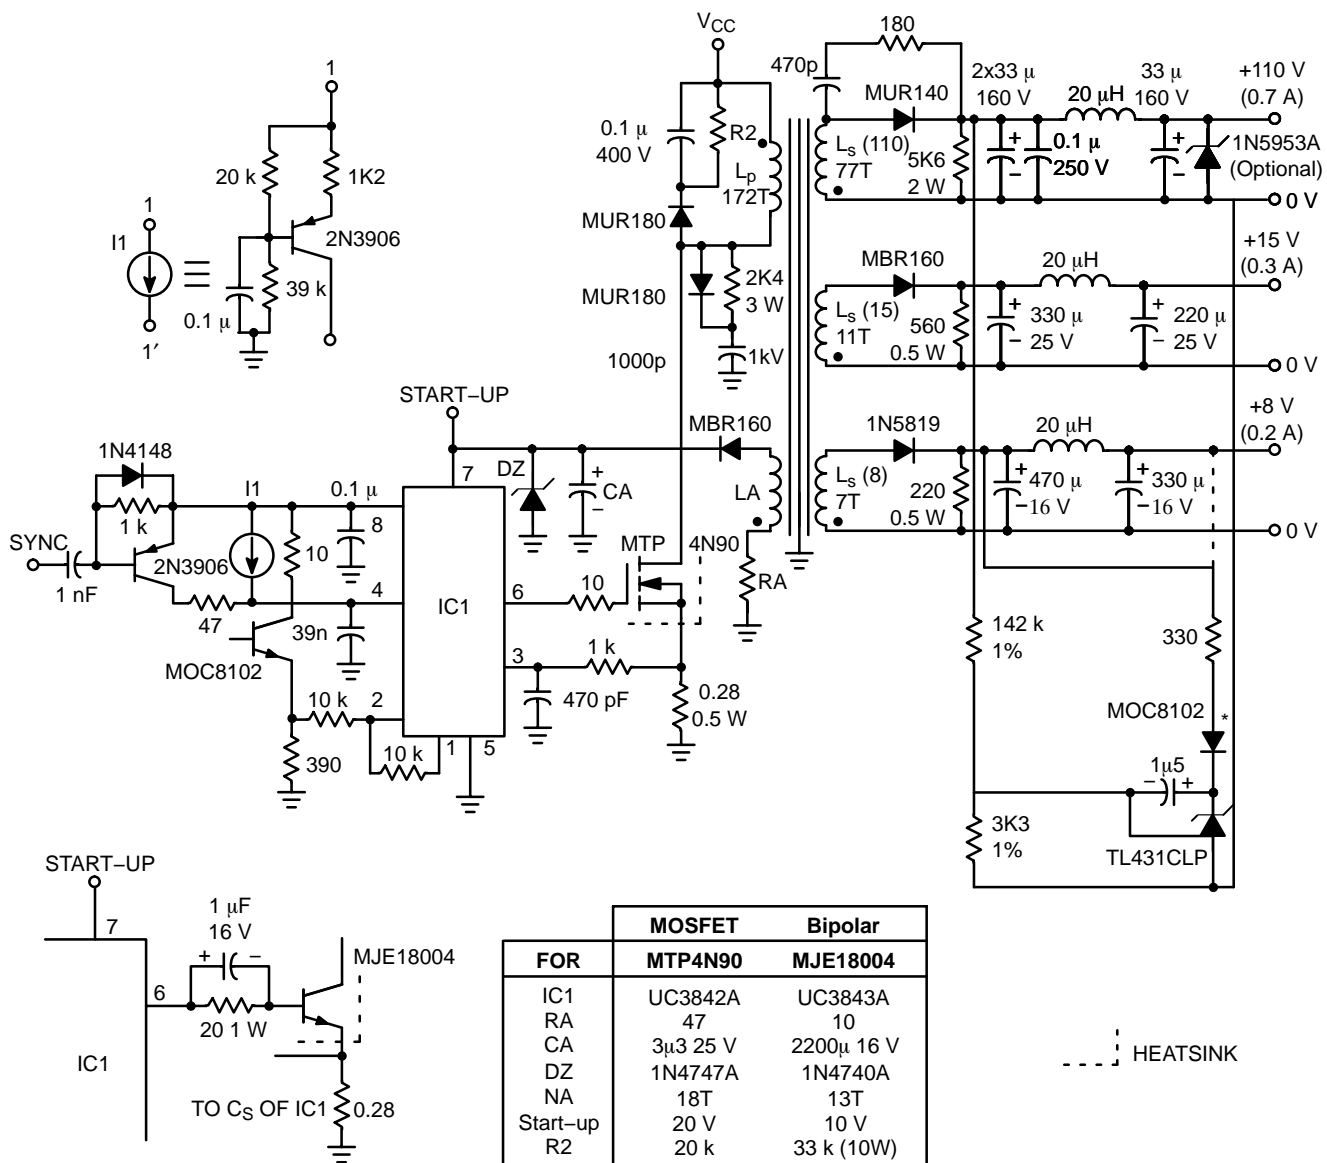 V_CC
180
470p
MUR140
2x33 μ
160 V
20 μH
33 μ
160 V
+110 V
(0.7 A)
0.1 μ
400 V
R2
L_p
172T
L_s (110)
77T
5K6
2 W
+
−
0.1 μ
250 V
+
−
1N5953A
(Optional)
0 V
1
20 k
1K2
2N3906
39 k
0.1 μ
1
I1
1′
MUR180
MUR180
2K4
3 W
1000p
1kV
MBR160
20 μH
+15 V
(0.3 A)
L_s (15)
11T
560
0.5 W
+
−
330 μ
25 V
+
−
220 μ
25 V
0 V
START−UP
MBR160
1N5819
20 μH
+8 V
(0.2 A)
1N4148
1 k
I1
0.1 μ
7
8
DZ
+
−
CA
LA
L_s (8)
7T
220
0.5 W
+
−
470 μ
16 V
+
−
330 μ
16 V
0 V
SYNC
1 nF
2N3906
10
47
39n
4
IC1
6
10
MTP
4N90
RA
3
1 k
470 pF
0.28
0.5 W
MOC8102
10 k
2
10 k
1
5
390
142 k
1%
330
MOC8102
*
1μ5
−
+
3K3
1%
TL431CLP
START−UP
7
1 μF
16 V
+
−
MJE18004
6
20 1 W
IC1
TO C_S OF IC1
0.28
MOSFET Bipolar
FOR MTP4N90 MJE18004
IC1 UC3842A UC3843A
RA 47 10
CA 3μ3 25 V 2200μ 16 V
DZ 1N4747A 1N4740A
NA 18T 13T
Start−up 20 V 10 V
R2 20 k 33 k (10W)
HEATSINK